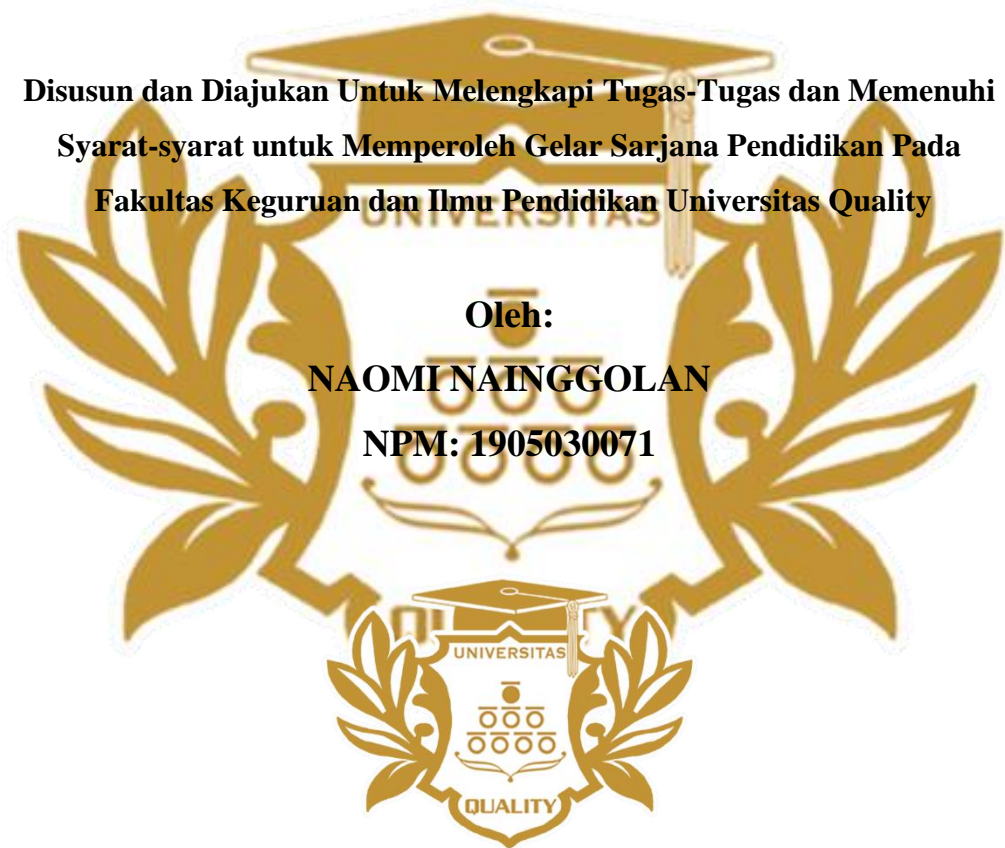 Disusun dan Diajukan Untuk Melengkapi Tugas-Tugas dan Memenuhi
Syarat-syarat untuk Memperoleh Gelar Sarjana Pendidikan Pada
Fakultas Keguruan dan Ilmu Pendidikan Universitas Quality
UNIVERSITAS
Oleh:
NAOMI NAINGGOLAN
NPM: 1905030071
UNIVERSITAS
QUALITY